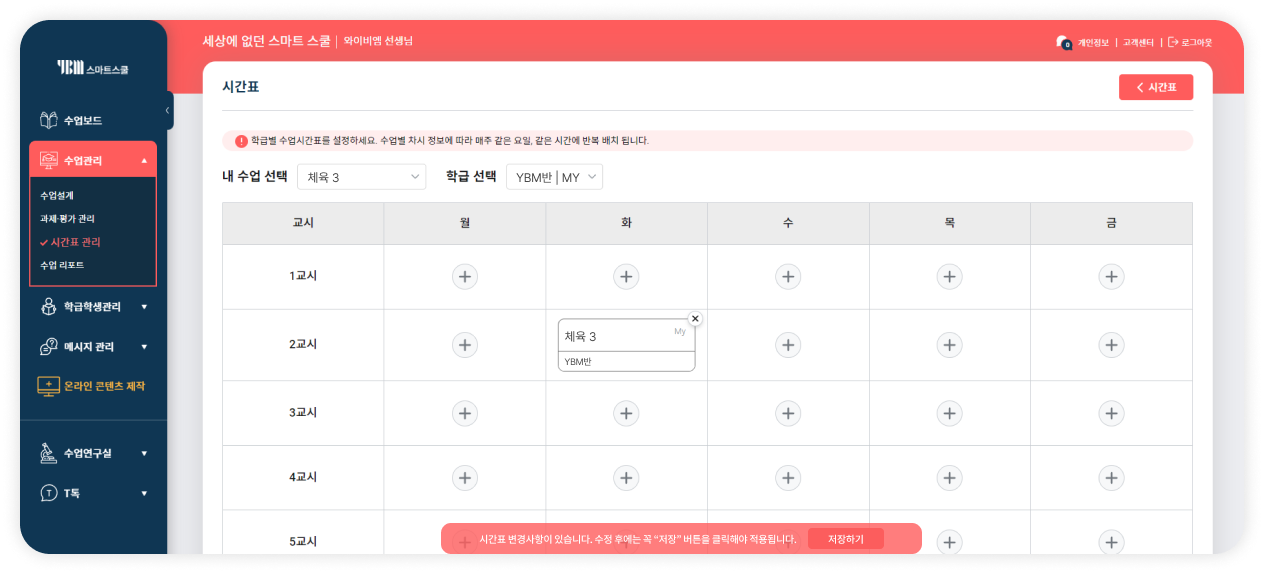 YBM 스마트스쿨
세상에 없던 스마트 스쿨 | 와이비엠 선생님
0 개인정보 | 고객센터 | 로그아웃
수업보드
수업관리
수업설계
과제·평가 관리
시간표 관리
수업 리포트
학급학생관리
메시지 관리
온라인 콘텐츠 제작
수업연구실
T톡
시간표
시간표
학급별 수업시간표를 설정하세요. 수업별 차시 정보에 따라 매주 같은 요일, 같은 시간에 반복 배치 됩니다.
내 수업 선택 체육 3 학급 선택 YBM반 | MY
교시 월 화 수 목 금
1교시
2교시
체육 3 My
YBM반
3교시
4교시
5교시
시간표 변경사항이 있습니다. 수정 후에는 꼭 “저장” 버튼을 클릭해야 적용됩니다. 저장하기